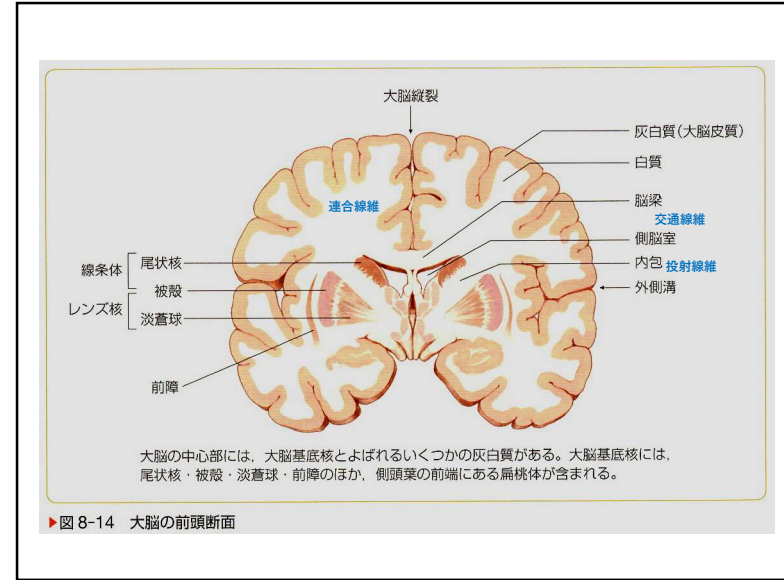 大脳縦裂
灰白質(大脳皮質)
白質
連合線維
脳梁
交通線維
側脳室
線条体
尾状核
内包 投射線維
被殻
外側溝
レンズ核
淡蒼球
前障
大脳の中心部には，大脳基底核とよばれるいくつかの灰白質がある。大脳基底核には，
尾状核・被殻・淡蒼球・前障のほか，側頭葉の前端にある扁桃体が含まれる。
▶図 8-14 大脳の前頭断面